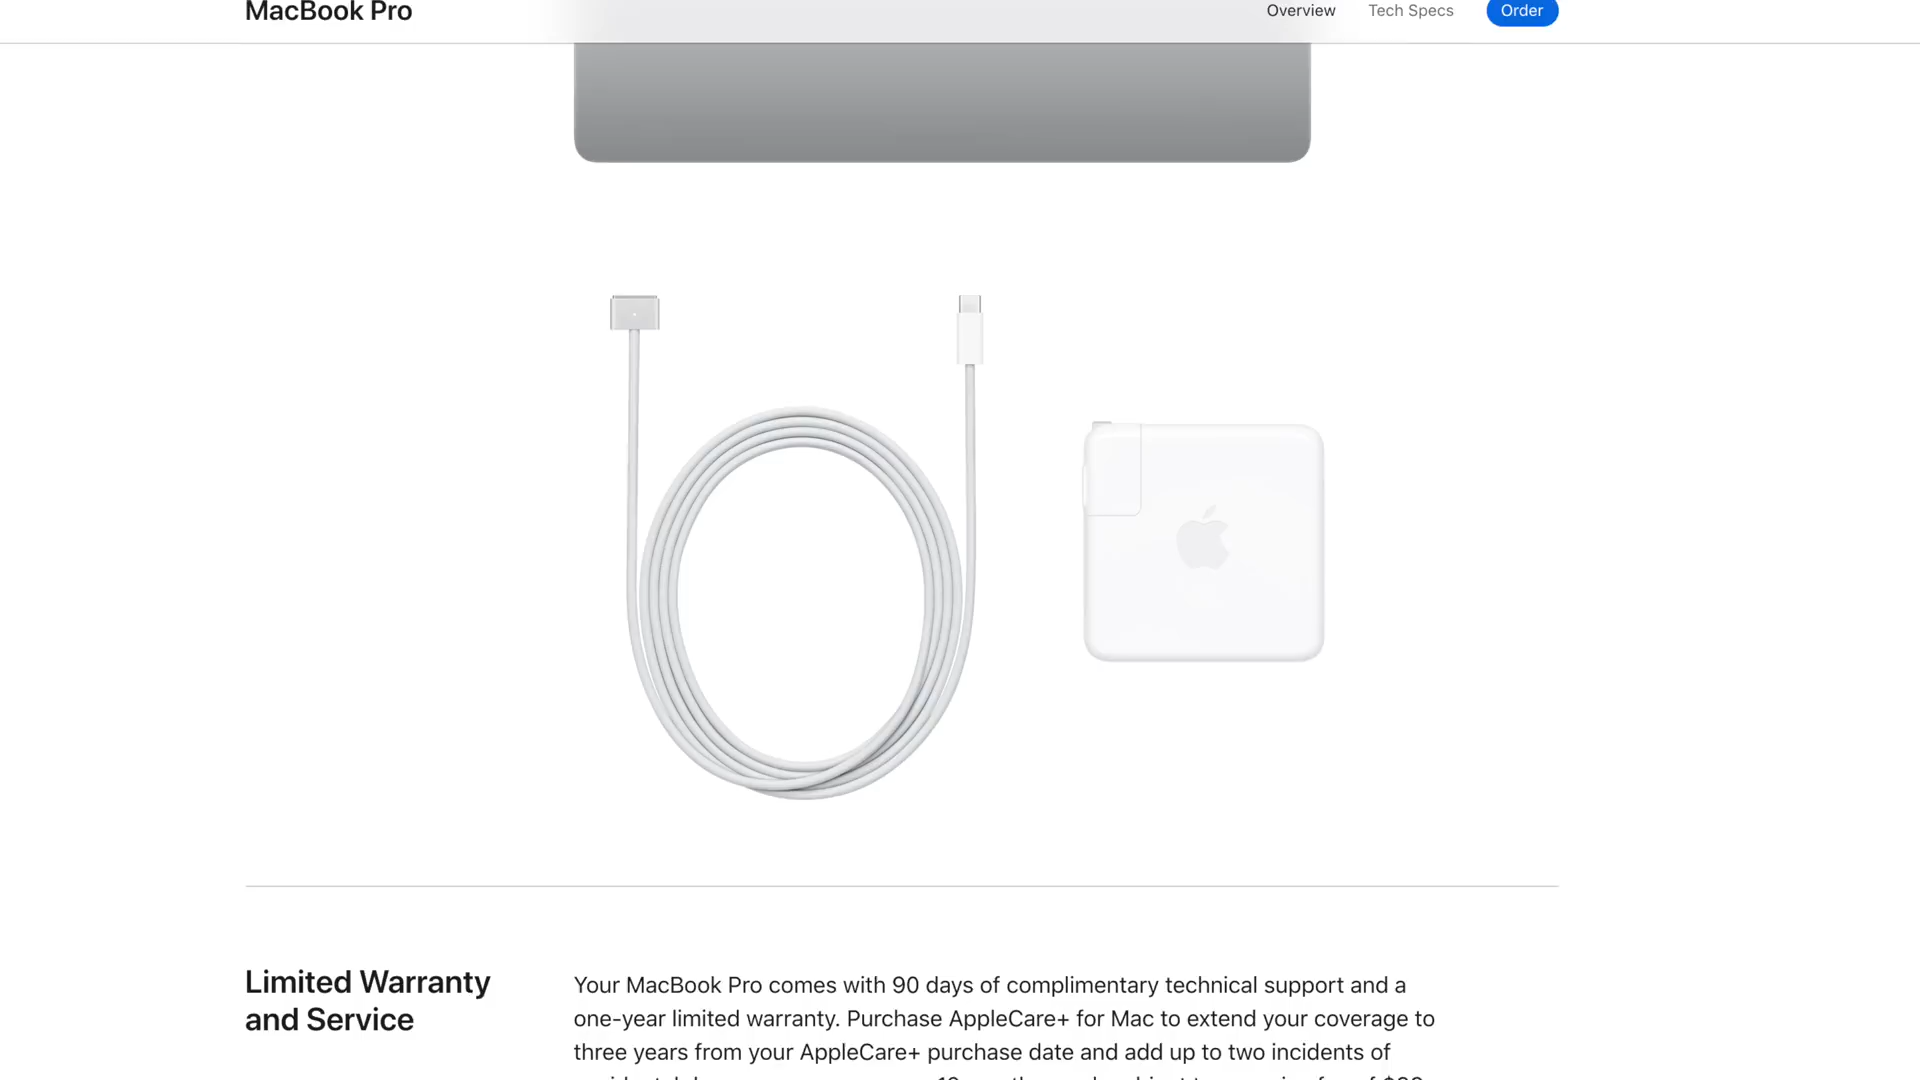 MacBook Pro
Overview
Tech Specs
Order
Limited Warranty
and Service
Your MacBook Pro comes with 90 days of complimentary technical support and a
one-year limited warranty. Purchase AppleCare+ for Mac to extend your coverage to
three years from your AppleCare+ purchase date and add up to two incidents of